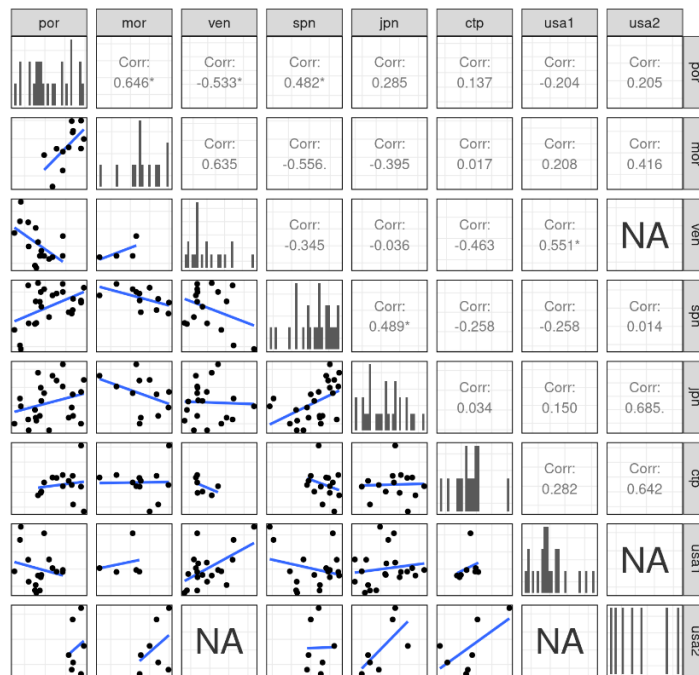 por mor ven spn jpn ctp usa1 usa2
Corr: Corr: Corr: Corr: Corr: Corr: Corr:
0.646* -0.533* 0.482* 0.285 0.137 -0.204 0.205
por
Corr: Corr: Corr: Corr: Corr: Corr:
0.635 -0.556. -0.395 0.017 0.208 0.416
mor
Corr: Corr: Corr: Corr:
-0.345 -0.036 -0.463 0.551*
NA
ven
Corr: Corr: Corr: Corr:
0.489* -0.258 -0.258 0.014
spn
Corr: Corr: Corr:
0.034 0.150 0.685.
jpn
Corr: Corr:
0.282 0.642
ctp
NA
usa1
NA NA
usa2